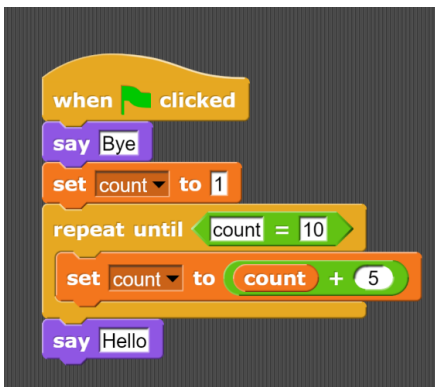 when clicked
say Bye
set count to 1
repeat until count = 10
set count to count + 5
say Hello